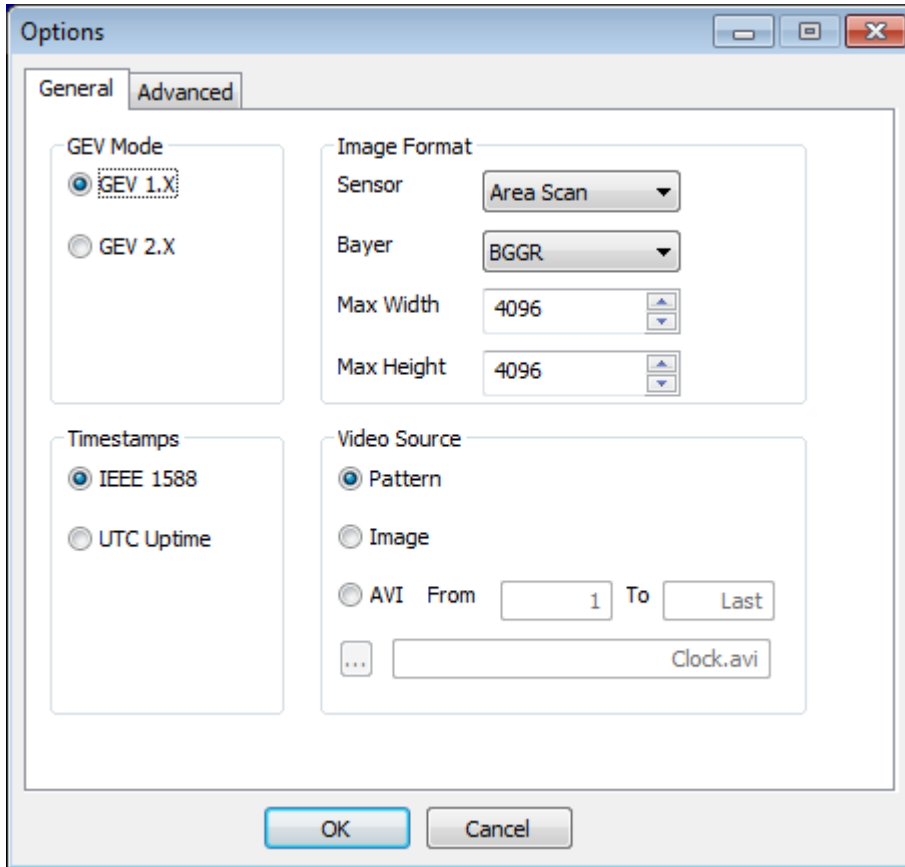 Options
General Advanced
GEV Mode
GEV 1.X
GEV 2.X
Image Format
Sensor Area Scan
Bayer BGGR
Max Width 4096
Max Height 4096
Timestamps
IEEE 1588
UTC Uptime
Video Source
Pattern
Image
AVI From 1 To Last
... Clock.avi
OK Cancel